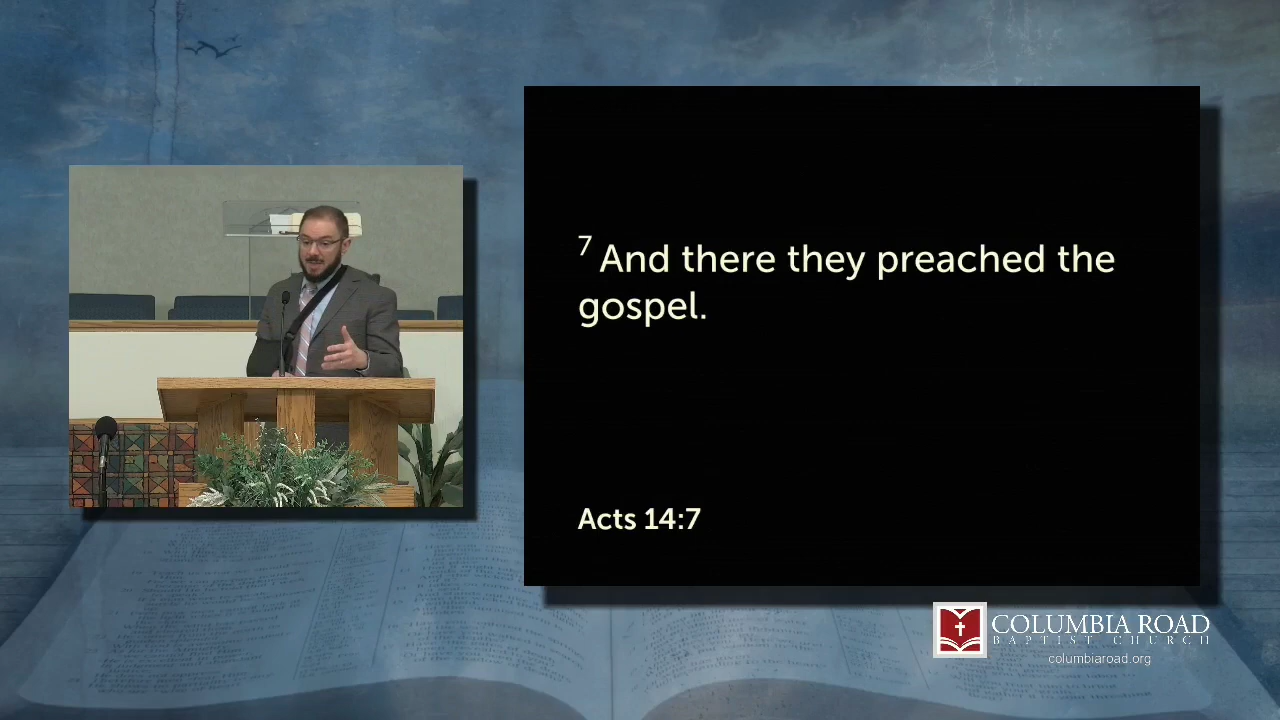 7 And there they preached the
gospel.
Acts 14:7
COLUMBIA ROAD
BAPTIST CHURCH
columbiaroad.org